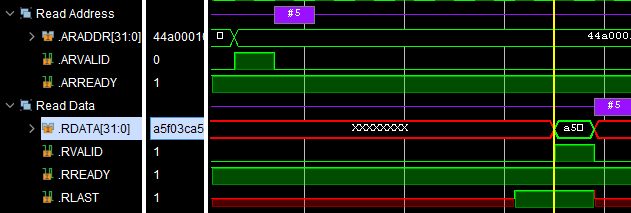 Read Address
#5
.ARADDR[31:0] 44a00010 44a000
.ARVALID 0
.ARREADY 1
Read Data
#5
.RDATA[31:0] a5f03ca5 XXXXXXXX a5
.RVALID 1
.RREADY 1
.RLAST 1